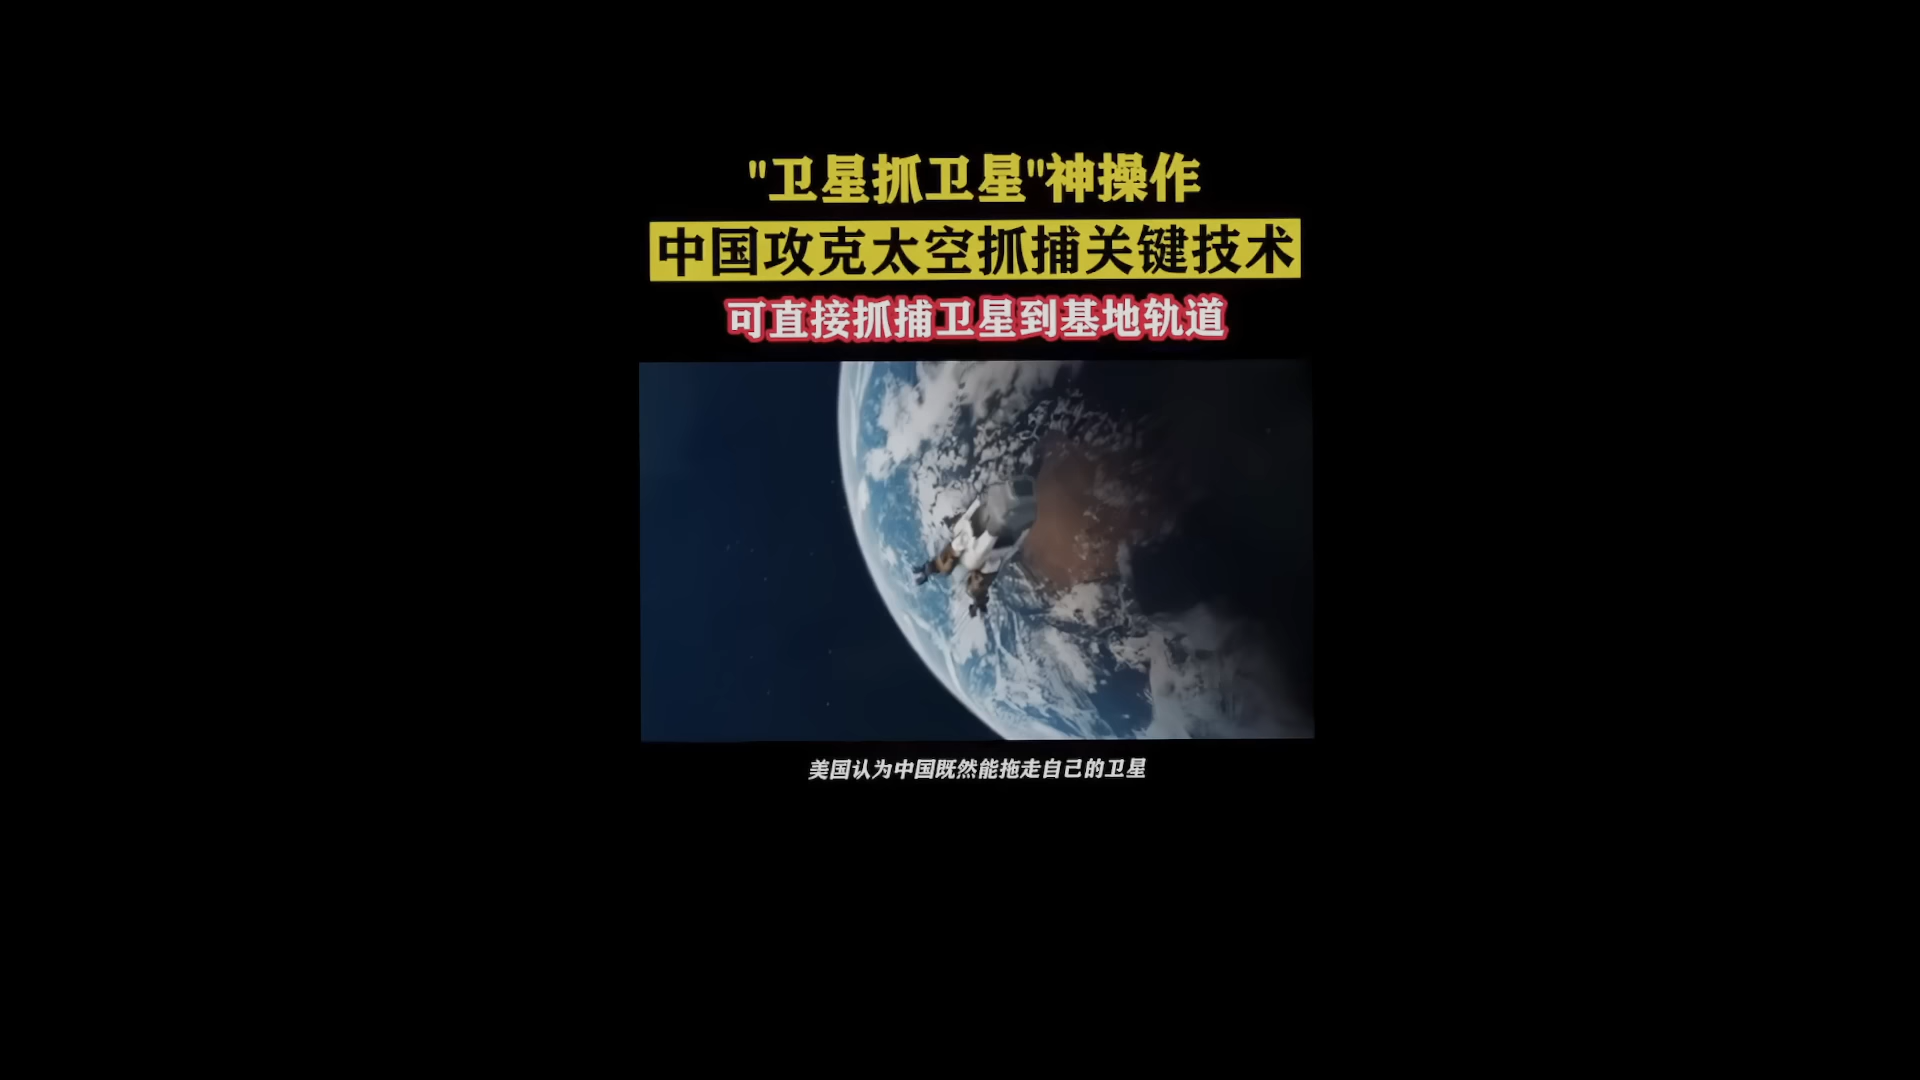 "卫星抓卫星"神操作
中国攻克太空抓捕关键技术
可直接抓捕卫星到基地轨道
美国认为中国既然能拖走自己的卫星